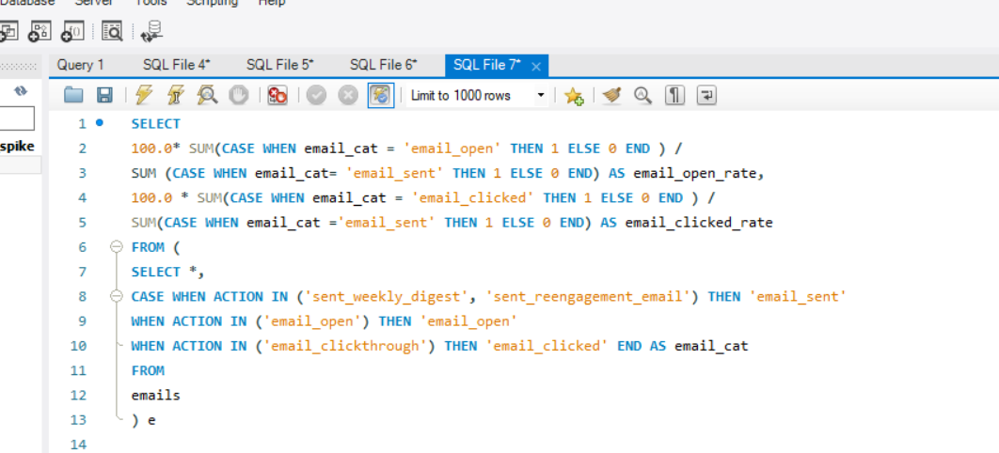 Database Server Tools Scripting Help
Query 1 SQL File 4* SQL File 5* SQL File 6* SQL File 7* ×
Limit to 1000 rows
spike
1 SELECT
2 100.0* SUM(CASE WHEN email_cat = 'email_open' THEN 1 ELSE 0 END ) /
3 SUM (CASE WHEN email_cat= 'email_sent' THEN 1 ELSE 0 END) AS email_open_rate,
4 100.0 * SUM(CASE WHEN email_cat = 'email_clicked' THEN 1 ELSE 0 END ) /
5 SUM(CASE WHEN email_cat ='email_sent' THEN 1 ELSE 0 END) AS email_clicked_rate
6 FROM (
7 SELECT *,
8 CASE WHEN ACTION IN ('sent_weekly_digest', 'sent_reengagement_email') THEN 'email_sent'
9 WHEN ACTION IN ('email_open') THEN 'email_open'
10 WHEN ACTION IN ('email_clickthrough') THEN 'email_clicked' END AS email_cat
11 FROM
12 emails
13 ) e
14